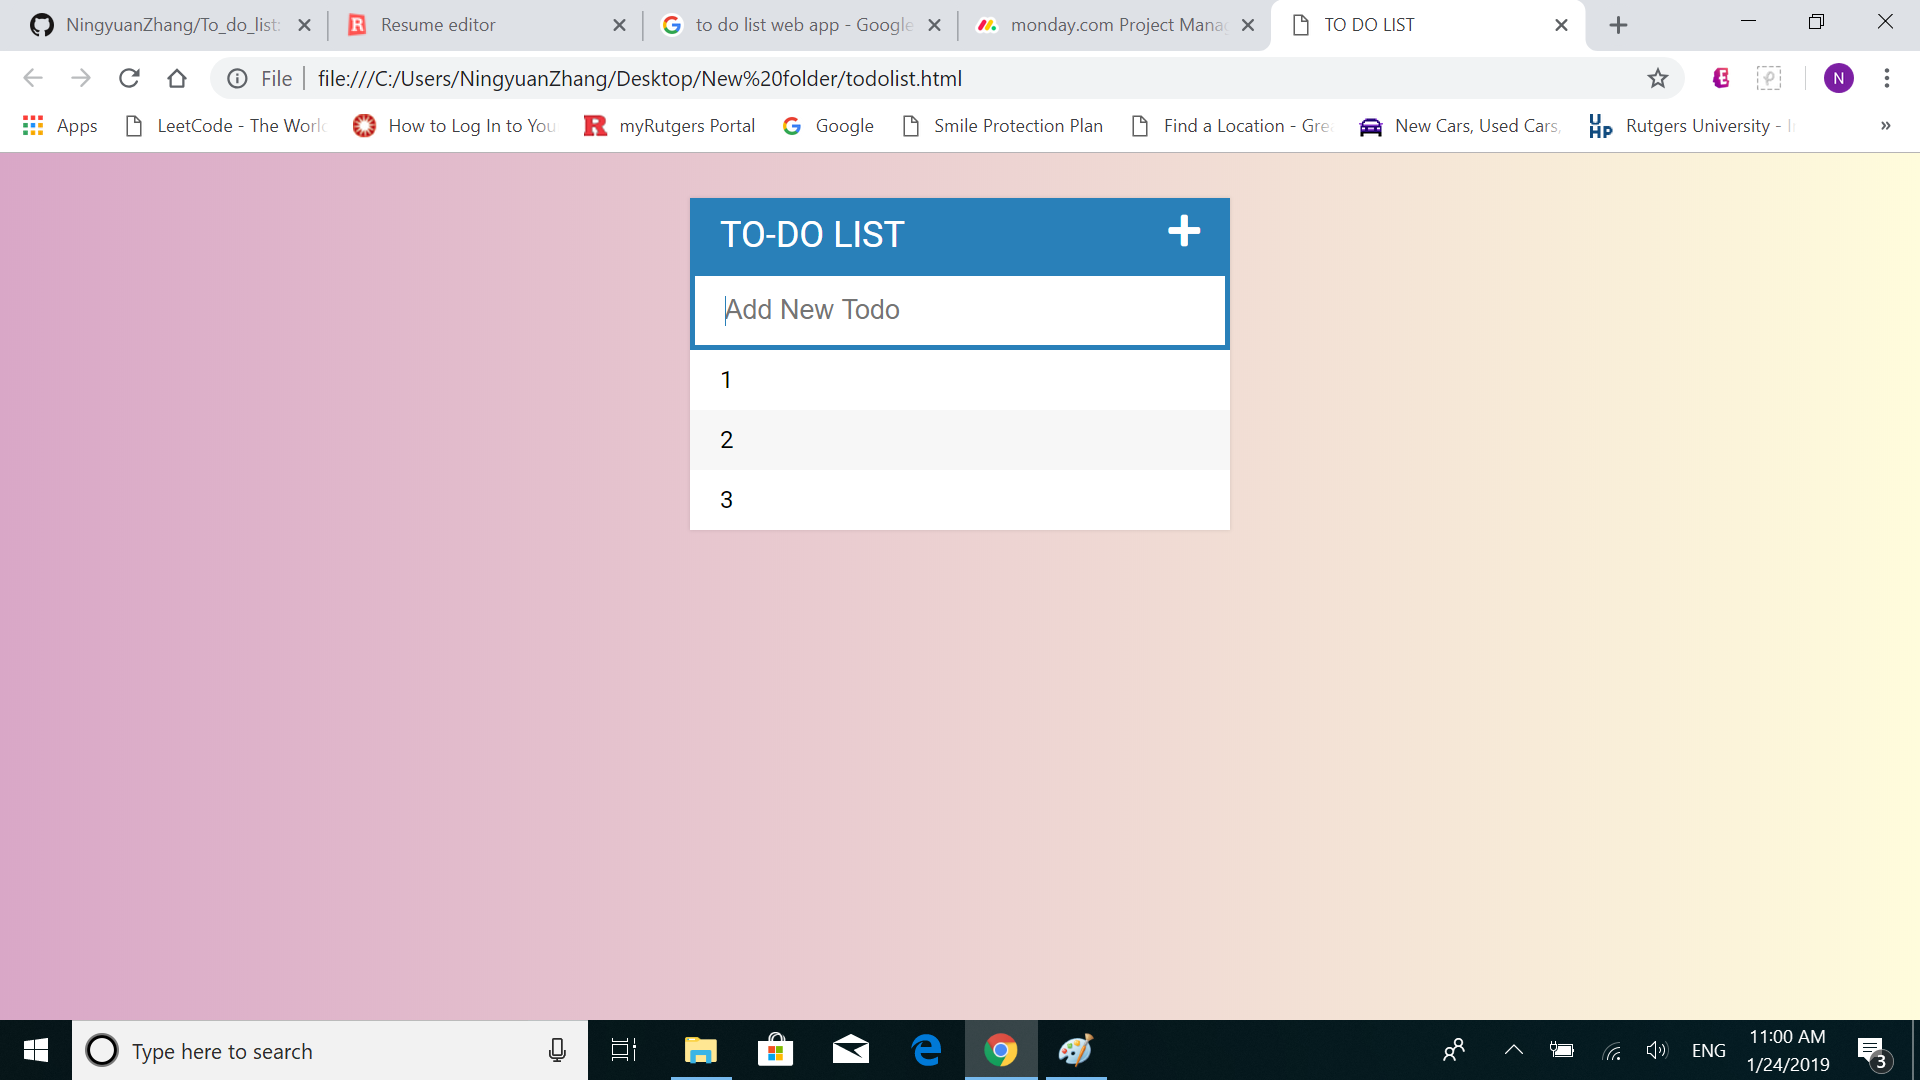 NingyuanZhang/To_do_list:
Resume editor
to do list web app - Google
monday.com Project Mana
TO DO LIST
File
file:///C:/Users/NingyuanZhang/Desktop/New%20folder/todolist.html
N
Apps
LeetCode - The World
How to Log In to You
myRutgers Portal
Google
Smile Protection Plan
Find a Location - Gre
New Cars, Used Cars,
UHP
Rutgers University - I
»
TO-DO LIST
Add New Todo
1
2
3
Type here to search
ENG
11:00 AM
1/24/2019
3